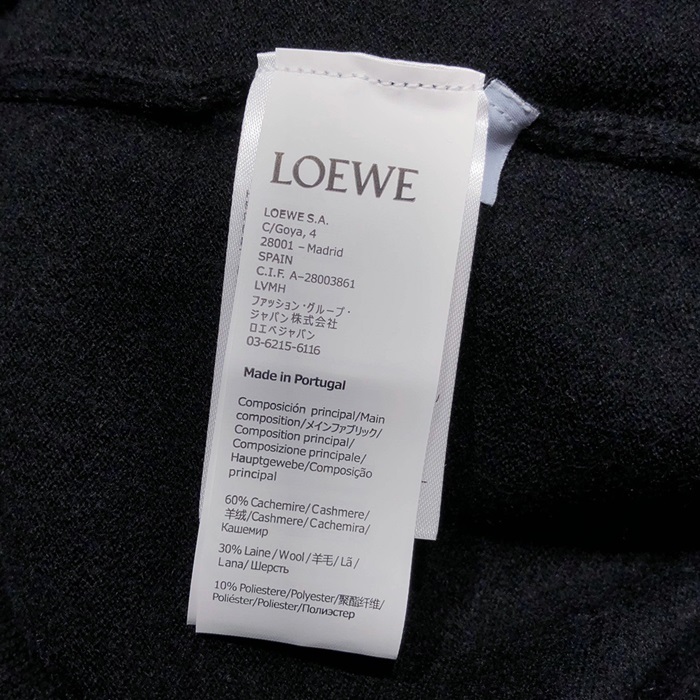 LOEWE
LOEWE S.A.
C/Goya, 4
28001 – Madrid
SPAIN
C.I.F. A–28003861
LVMH
ファッション・グループ・
ジャパン株式会社
ロエベジャパン
03-6215-6116
Made in Portugal
Composición principal/Main
composition/メインファブリック/
Composition principal/
Composizione principale/
Hauptgewebe/Composição
principal
60% Cachemire/Cashmere/
羊绒/Cashmere/Cachemira/
Кашемир
30% Laine/Wool/羊毛/Lã/
Lana/Шерсть
10% Poliestere/Polyester/聚酯纤维/
Poliéster/Poliester/Полиэстер